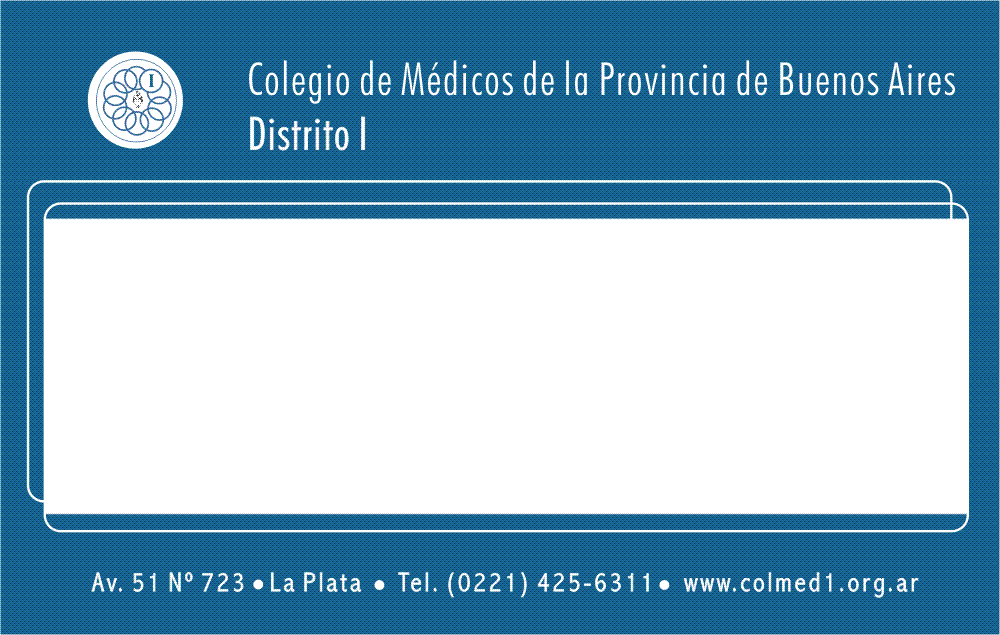 I
Colegio de Médicos de la Provincia de Buenos Aires
Distrito I
Av. 51 Nº 723 • La Plata • Tel. (0221) 425-6311 • www.colmed1.org.ar